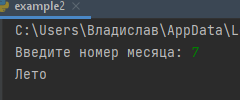 example2 ×
C:\Users\Владислав\AppData\L
Введите номер месяца: 7
Лето